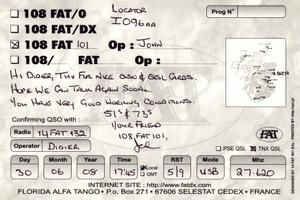 108 FAT/0 Locator Prog N°
108 FAT/DX IO96AA
108 FAT 101 Op : JOHN
108/ FAT Op :
HI DIDIER, TKS FOR NICE QSO & QSL CARDS.
HOPE WE CAN TALK AGAIN SOON.
YOU HAVE VERY GOOD WORKING CONDITIONS.
51'S & 73'S
Confirming QSO with :
YOUR FRIEND
Radio 14 FAT 132 108 FAT 101,
Operator DIDIER FAT
Day Month Year Time RST Mode MHz PSE QSL TNX QSL
30 06 08 17:45 LOCAL GMT 5/9 USB 27-620
INTERNET SITE : http://www.fatdx.com
FLORIDA ALFA TANGO - P.O. Box 271 - 67606 SELESTAT CEDEX - FRANCE